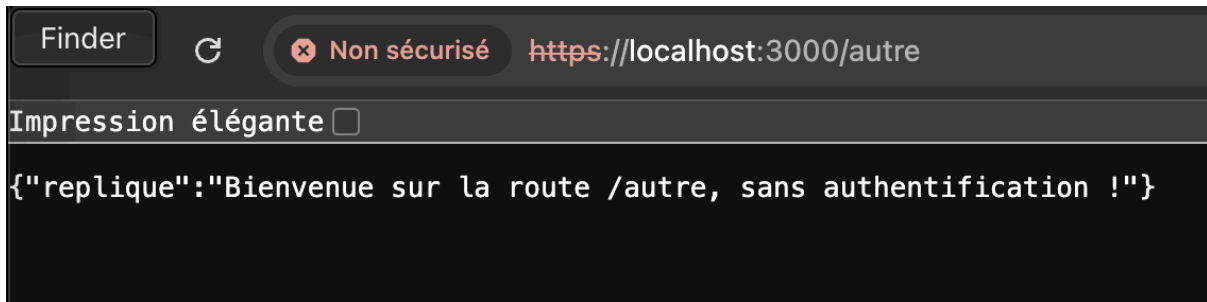 Finder
Non sécurisé https://localhost:3000/autre
Impression élégante
{"replique":"Bienvenue sur la route /autre, sans authentification !"}